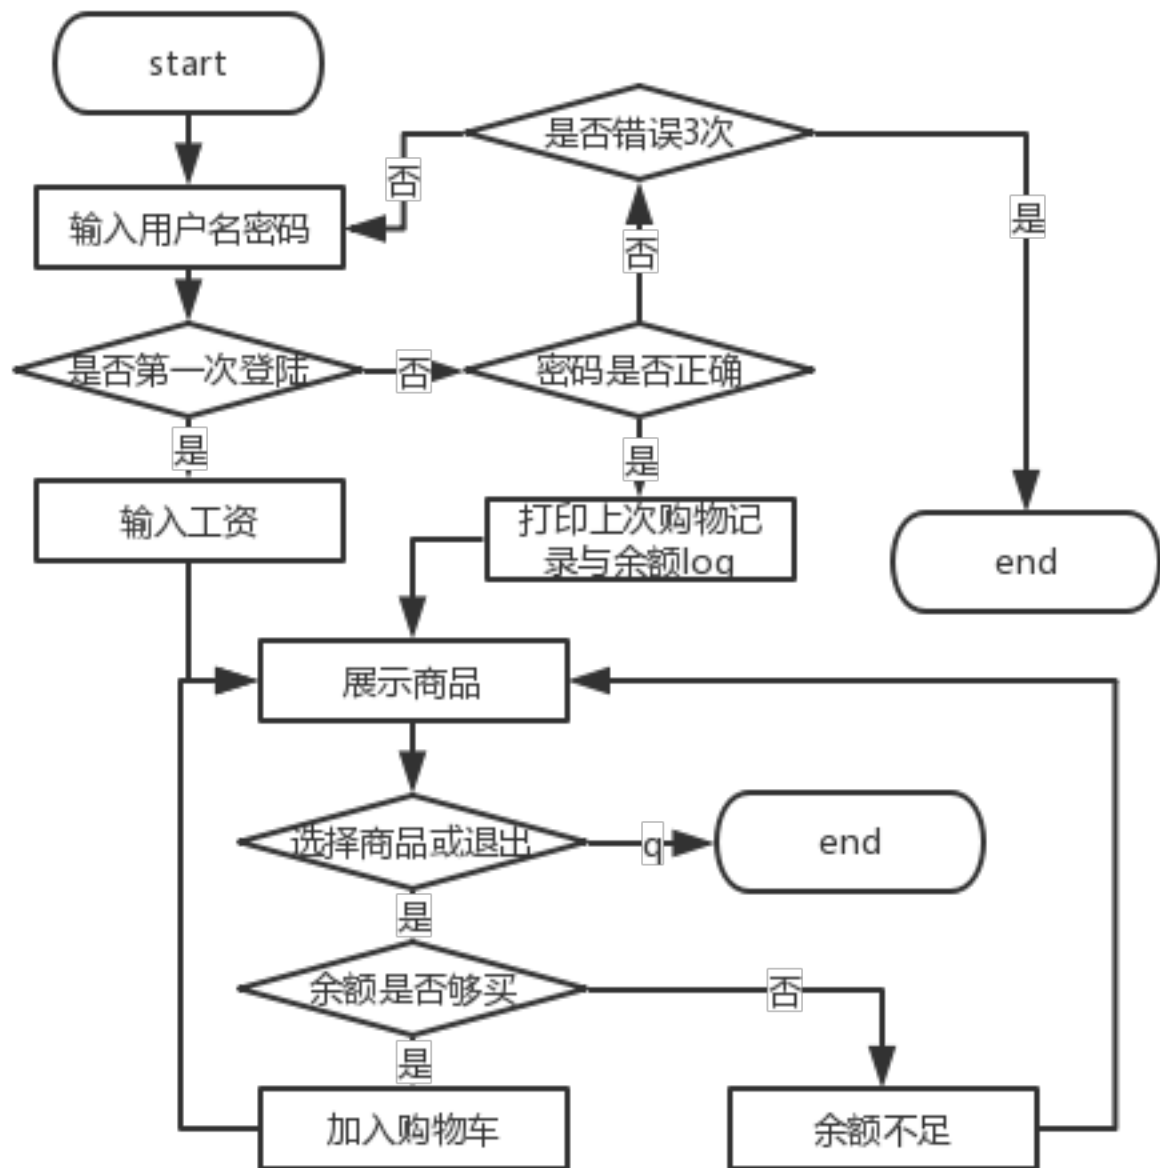 start
是否错误3次
否
输入用户名密码
是
否
是否第一次登陆
否
密码是否正确
是
是
输入工资
打印上次购物记
录与余额log
end
展示商品
选择商品或退出
q
end
是
余额是否够买
否
是
加入购物车
余额不足